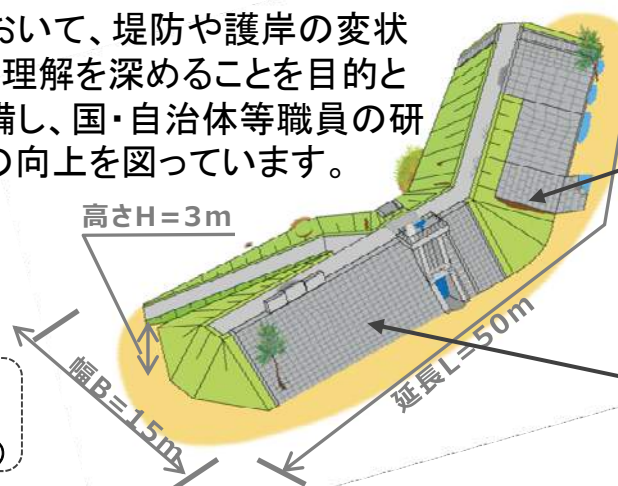 おいて、堤防や護岸の変状
理解を深めることを目的と
備し、国・自治体等職員の研
の向上を図っています。
高さH=3m
幅B=15m
延長L=50m
)